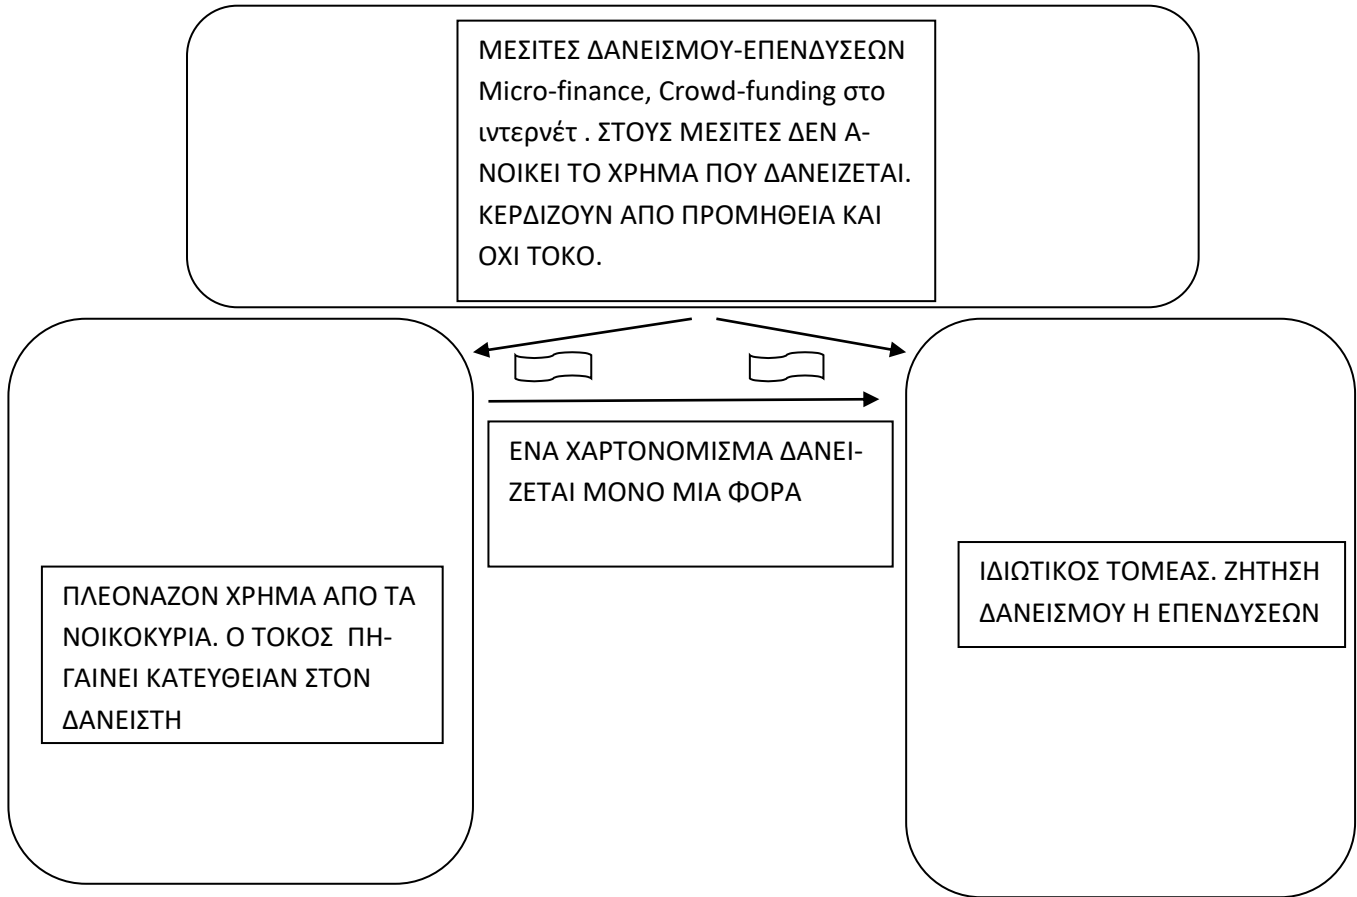 ΜΕΣΙΤΕΣ ΔΑΝΕΙΣΜΟΥ-ΕΠΕΝΔΥΣΕΩΝ
Micro-finance, Crowd-funding στο
ιντερνέτ . ΣΤΟΥΣ ΜΕΣΙΤΕΣ ΔΕΝ Α-
ΝΟΙΚΕΙ ΤΟ ΧΡΗΜΑ ΠΟΥ ΔΑΝΕΙΖΕΤΑΙ.
ΚΕΡΔΙΖΟΥΝ ΑΠΟ ΠΡΟΜΗΘΕΙΑ ΚΑΙ
ΟΧΙ ΤΟΚΟ.
ΕΝΑ ΧΑΡΤΟΝΟΜΙΣΜΑ ΔΑΝΕΙ-
ΖΕΤΑΙ ΜΟΝΟ ΜΙΑ ΦΟΡΑ
ΠΛΕΟΝΑΖΟΝ ΧΡΗΜΑ ΑΠΟ ΤΑ
ΝΟΙΚΟΚΥΡΙΑ. Ο ΤΟΚΟΣ  ΠΗ-
ΓΑΙΝΕΙ ΚΑΤΕΥΘΕΙΑΝ ΣΤΟΝ
ΔΑΝΕΙΣΤΗ
ΙΔΙΩΤΙΚΟΣ ΤΟΜΕΑΣ. ΖΗΤΗΣΗ
ΔΑΝΕΙΣΜΟΥ Η ΕΠΕΝΔΥΣΕΩΝ